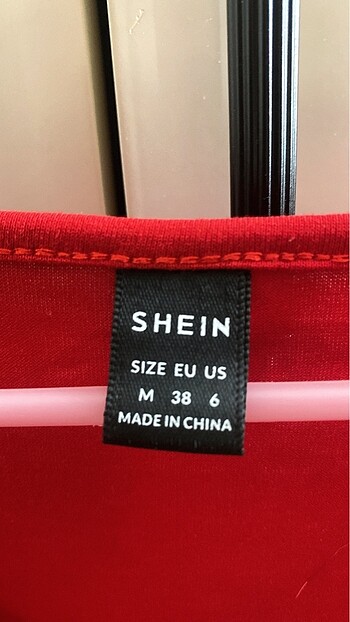 SHEIN
SIZE EU US
M 38 6
MADE IN CHINA